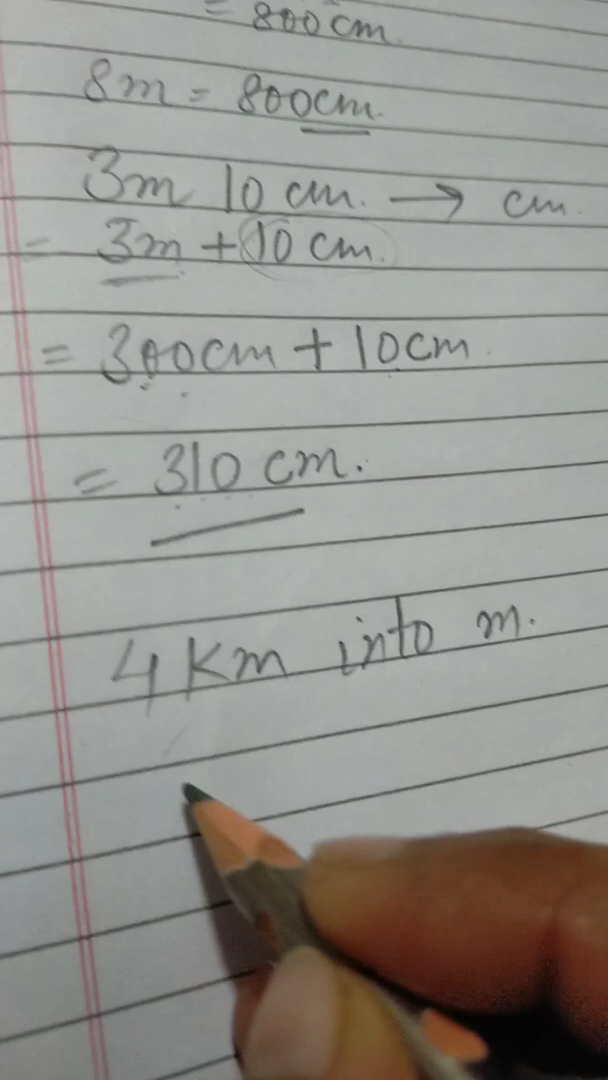 = 800 cm.
8m = 800cm.
3m 10 cm. → cm.
= 3m + 10 cm.
= 300cm + 10cm.
= 310 cm.
4 Km into m.